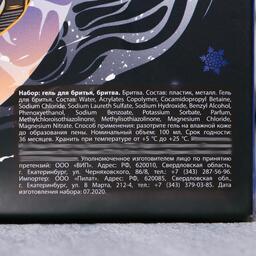 Набор: гель для бритья, бритва. Бритва. Состав: пластик, металл. Гель
для бритья. Состав: Water, Acrylates Copolymer, Cocamidopropyl Betaine,
Sodium Chloride, Sodium Laureth Sulfate, Sodium Hydroxide, Benzyl Alcohol,
Phenoxyethanol, Sodium Benzoate, Potassium Sorbate, Parfum,
Methylchloroisothiazolinone, Methylisothiazolinone, Magnesium Chloride,
Magnesium Nitrate. Способ применения: разотрите гель на влажной коже
до образования пены. Номинальное количество: 100 мл. Срок годности:
36 месяцев. Хранить при температуре от +5 до +25 °C.
Уполномоченное изготовителем лицо по принятию
претензий: ООО «ВИП». Адрес: РФ, 620010, Свердловская обл.,
г. Екатеринбург, ул. Черняховского, 86/8, тел. +7 (343) 287-56-96.
Импортёр: ООО «Пилат». Адрес: РФ, 620085, Свердловская обл.,
г. Екатеринбург, ул. 8 Марта, 212-4, тел.: +7 (343) 379-03-85. Дата
изготовления: 07.2020.